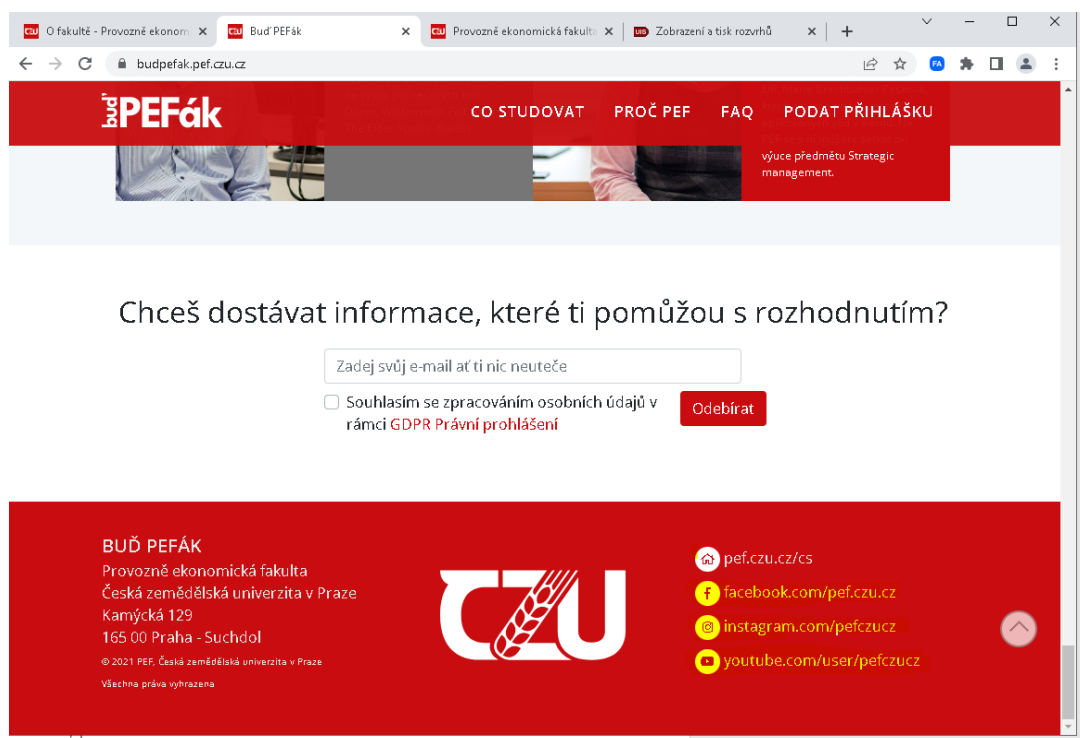 O fakultě - Provozně ekonom
Buď PEFák
Provozně ekonomická fakult
Zobrazení a tisk rozvrhů
budpefak.pef.czu.cz
FA
buď PEFák
CO STUDOVAT
PROČ PEF
FAQ
PODAT PŘIHLÁŠKU
výuce předmětu Strategic
management.
Chceš dostávat informace, které ti pomůžou s rozhodnutím?
Zadej svůj e-mail ať ti nic neuteče
Souhlasím se zpracováním osobních údajů v
rámci GDPR Právní prohlášení
Odebírat
BUĎ PEFÁK
Provozně ekonomická fakulta
Česká zemědělská univerzita v Praze
Kamýcká 129
165 00 Praha - Suchdol
© 2021 PEF, Česká zemědělská univerzita v Praze
Všechna práva vyhrazena
CZU
pef.czu.cz/cs
facebook.com/pef.czu.cz
instagram.com/pefczucz
youtube.com/user/pefczucz